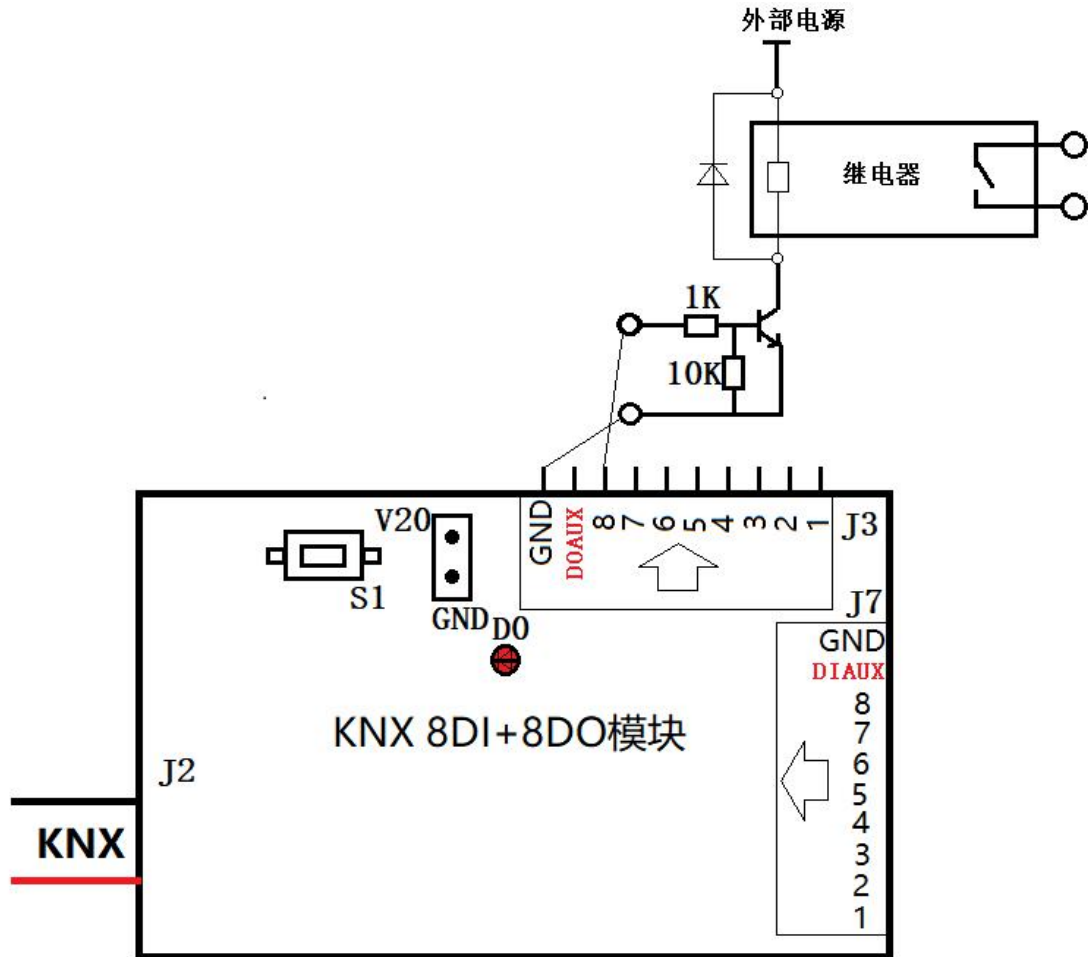 外部电源
继电器
1K
10K
GND
DOAUX
8
7
6
5
4
3
2
1
J3
V20
S1
GND
D0
J7
GND
DIAUX
8
7
6
5
4
3
2
1
KNX 8DI+8DO模块
J2
KNX